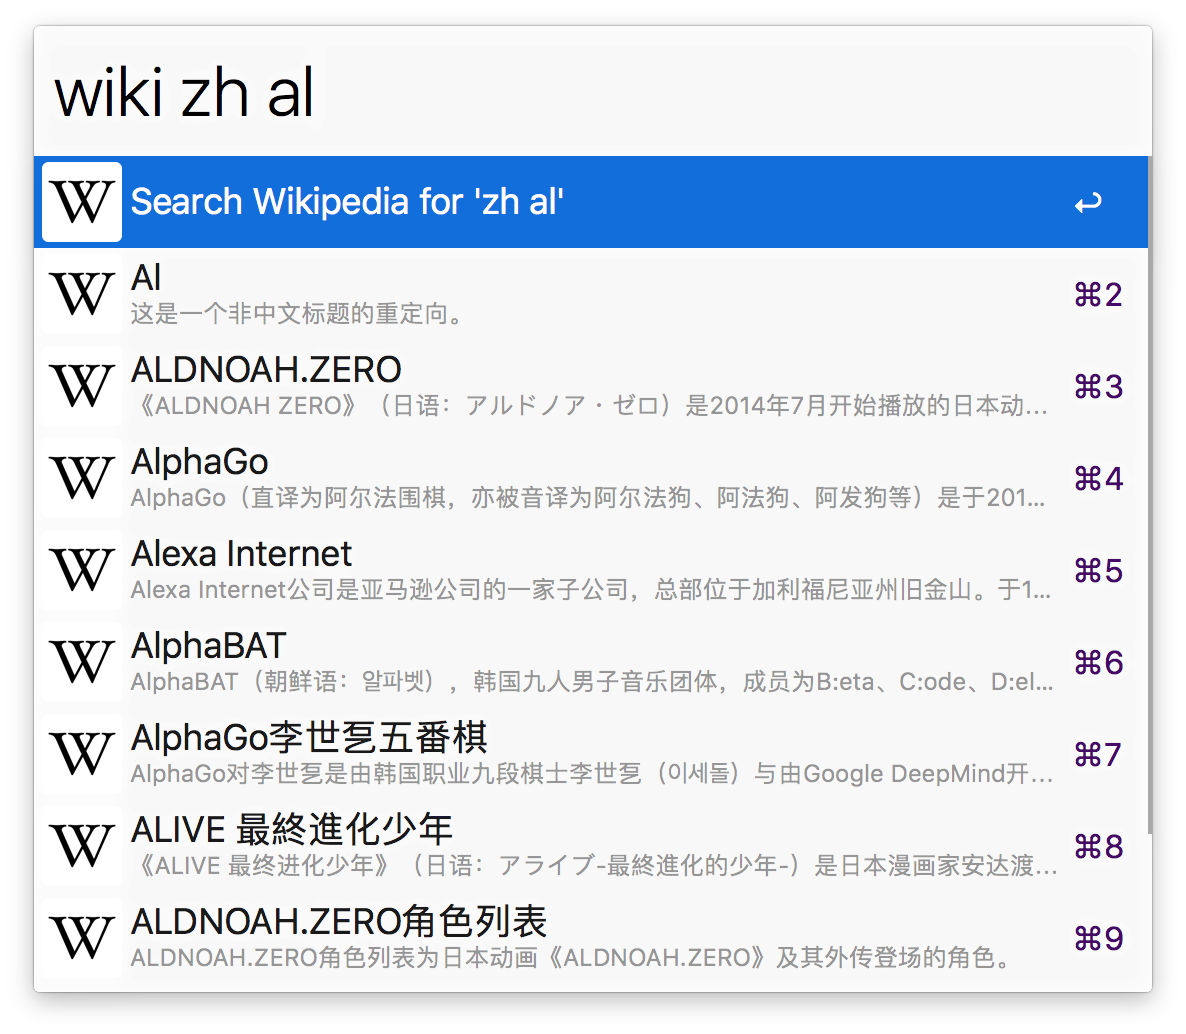 wiki zh al
Search Wikipedia for 'zh al'
Al
这是一个非中文标题的重定向。
⌘2
ALDNOAH.ZERO
《ALDNOAH ZERO》（日语：アルドノア・ゼロ）是2014年7月开始播放的日本动…
⌘3
AlphaGo
AlphaGo（直译为阿尔法围棋，亦被音译为阿尔法狗、阿法狗、阿发狗等）是于201…
⌘4
Alexa Internet
Alexa Internet公司是亚马逊公司的一家子公司，总部位于加利福尼亚州旧金山。于1…
⌘5
AlphaBAT
AlphaBAT（朝鲜语：알파벳），韩国九人男子音乐团体，成员为B:eta、C:ode、D:el…
⌘6
AlphaGo李世乭五番棋
AlphaGo对李世乭是由韩国职业九段棋士李世乭（이세돌）与由Google DeepMind开…
⌘7
ALIVE 最終進化少年
《ALIVE 最终进化少年》（日语：アライブ-最終進化的少年-）是日本漫画家安达渡…
⌘8
ALDNOAH.ZERO角色列表
ALDNOAH.ZERO角色列表为日本动画《ALDNOAH.ZERO》及其外传登场的角色。
⌘9